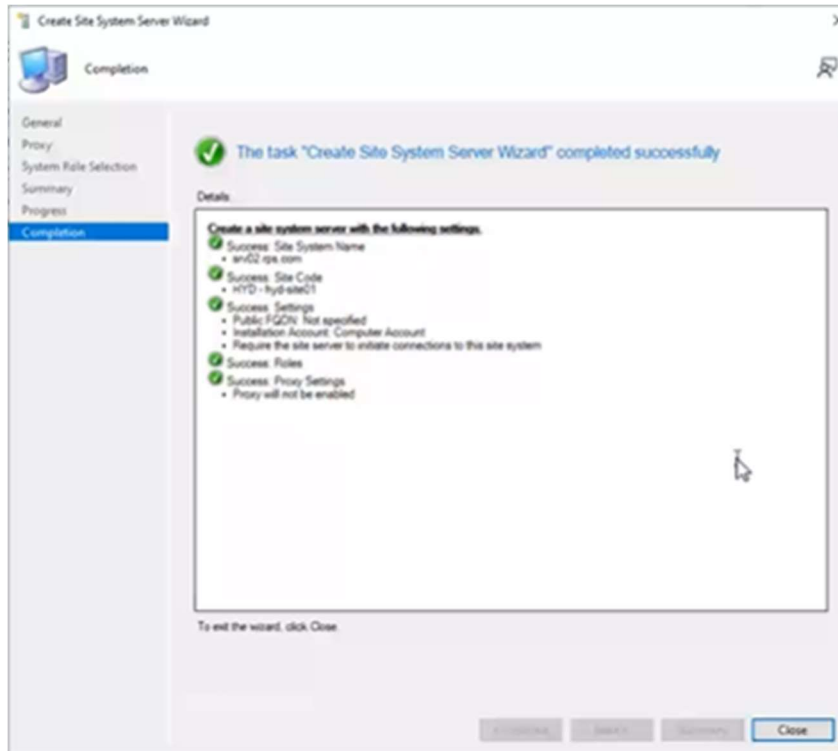 Create Site System Server Wizard
Completion
General
Proxy
System Role Selection
Summary
Progress
Completion
The task "Create Site System Server Wizard" completed successfully
Details:
Create a site system server with the following settings.
Success: Site System Name
• srv02.rps.com
Success: Site Code
• HYD - hyd-site01
Success: Settings
• Public FQDN: Not specified
• Installation Account: Computer Account
• Require the site server to initiate connections to this site system
Success: Roles
Success: Proxy Settings
• Proxy will not be enabled
To exit the wizard, click Close.
Summary
Close